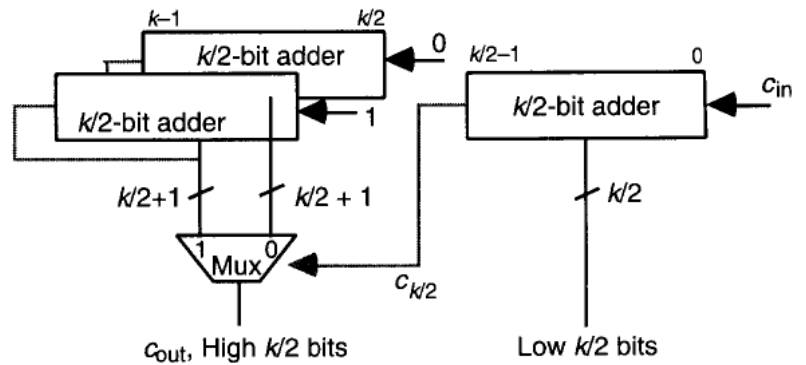 k–1 k/2
k/2-bit adder 0
k/2-bit adder 1
k/2–1 0
k/2-bit adder c_in
k/2+1 k/2 + 1 k/2
1 0
Mux
c_k/2
c_out, High k/2 bits Low k/2 bits